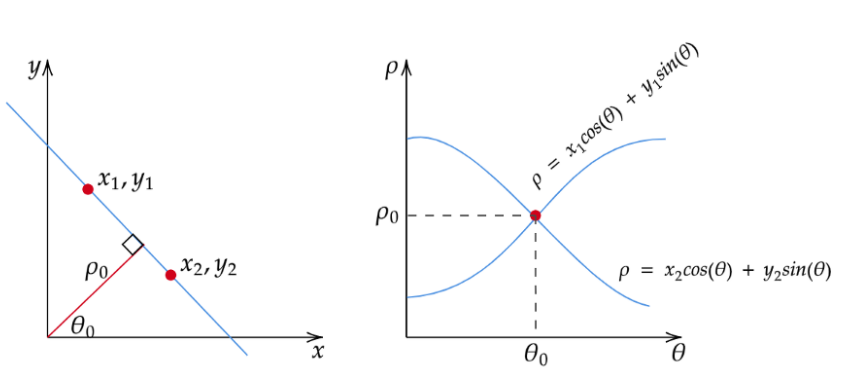 y
x₁, y₁
x₂, y₂
ρ₀
θ₀
x
ρ
ρ = x₁cos(θ) + y₁sin(θ)
ρ₀
ρ = x₂cos(θ) + y₂sin(θ)
θ₀
θ